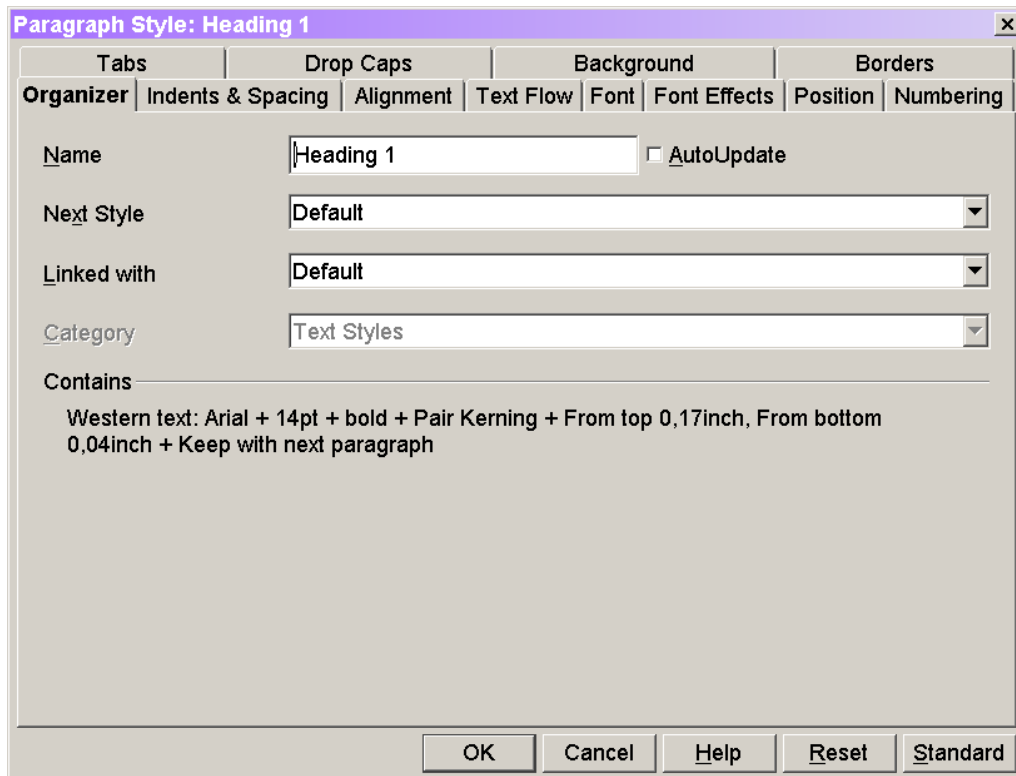 Paragraph Style: Heading 1
Tabs Drop Caps Background Borders
Organizer Indents & Spacing Alignment Text Flow Font Font Effects Position Numbering
Name Heading 1 AutoUpdate
Next Style Default
Linked with Default
Category Text Styles
Contains
Western text: Arial + 14pt + bold + Pair Kerning + From top 0,17inch, From bottom
0,04inch + Keep with next paragraph
OK Cancel Help Reset Standard